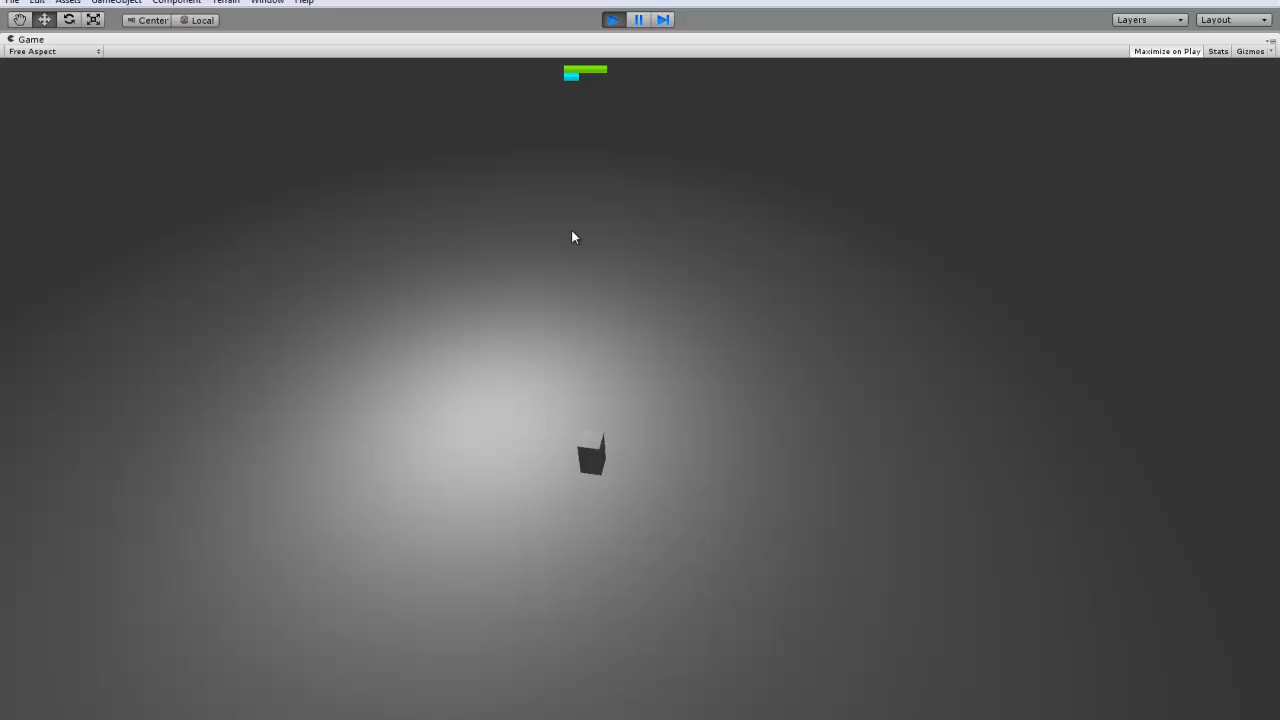 File Edit Assets GameObject Component Terrain Window Help
Center Local Layers Layout
Game
Free Aspect Maximize on Play Stats Gizmos